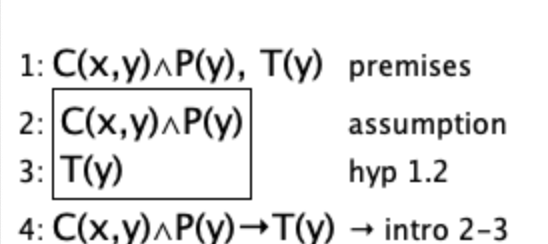 1: C(x,y)∧P(y), T(y) premises
2: C(x,y)∧P(y) assumption
3: T(y) hyp 1.2
4: C(x,y)∧P(y)→T(y) → intro 2-3